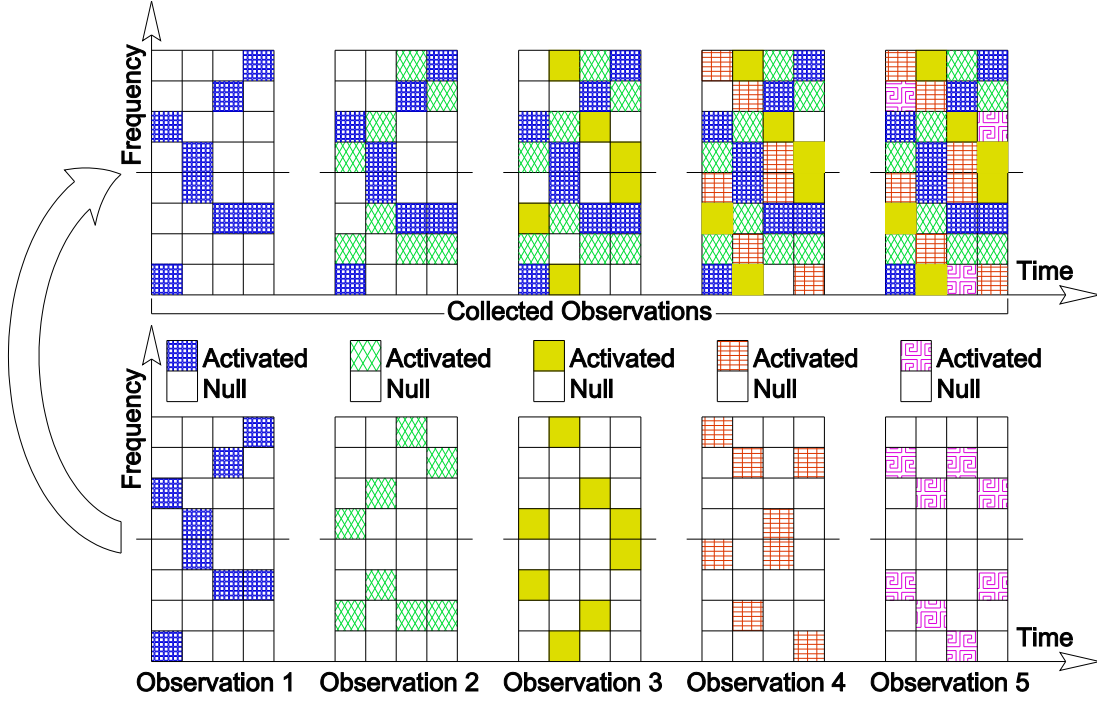 Frequency
Time
Collected Observations
Frequency
Activated Activated Activated Activated Activated
Null Null Null Null Null
Time
Observation 1 Observation 2 Observation 3 Observation 4 Observation 5